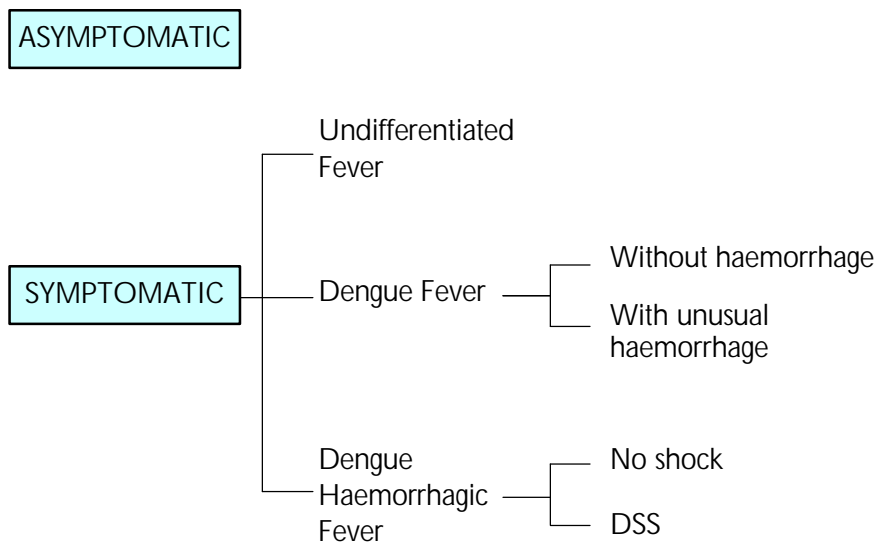 ASYMPTOMATIC
Undifferentiated
Fever
SYMPTOMATIC
Dengue Fever
Without haemorrhage
With unusual
haemorrhage
Dengue
Haemorrhagic
Fever
No shock
DSS